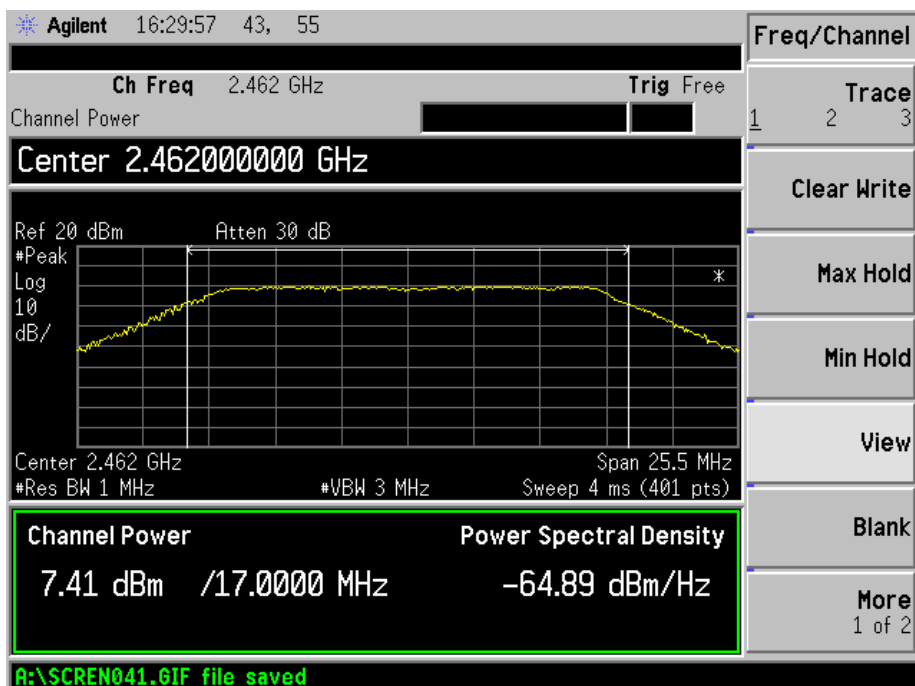 Agilent 16:29:57 43, 55
Freq/Channel
Ch Freq 2.462 GHz Trig Free
Channel Power
Center 2.462000000 GHz
Ref 20 dBm Atten 30 dB
#Peak
Log
10
dB/
*
Center 2.462 GHz Span 25.5 MHz
#Res BW 1 MHz #VBW 3 MHz Sweep 4 ms (401 pts)
Channel Power Power Spectral Density
7.41 dBm /17.0000 MHz -64.89 dBm/Hz
A:\SCREN041.GIF file saved
Trace
1 2 3
Clear Write
Max Hold
Min Hold
View
Blank
More
1 of 2